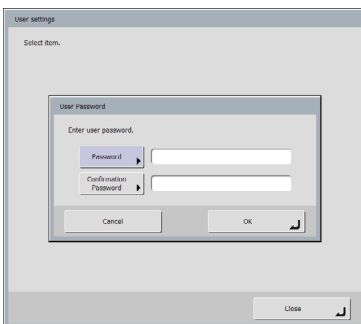 User settings
Select item.
User Password
Enter user password.
Password
Confirmation
Password
Cancel
OK
Close